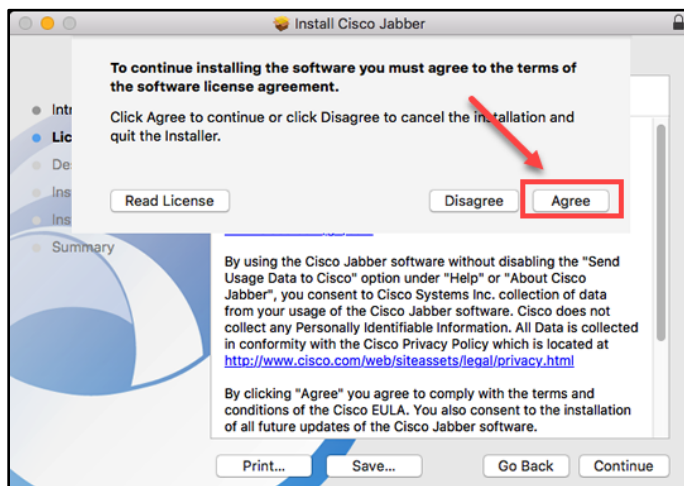 Install Cisco Jabber
To continue installing the software you must agree to the terms of
the software license agreement.
Click Agree to continue or click Disagree to cancel the installation and
quit the Installer.
Read License
Disagree
Agree
Summary
By using the Cisco Jabber software without disabling the "Send
Usage Data to Cisco" option under "Help" or "About Cisco
Jabber", you consent to Cisco Systems Inc. collection of data
from your usage of the Cisco Jabber software. Cisco does not
collect any Personally Identifiable Information. All Data is collected
in conformity with the Cisco Privacy Policy which is located at
http://www.cisco.com/web/siteassets/legal/privacy.html
By clicking "Agree" you agree to comply with the terms and
conditions of the Cisco EULA. You also consent to the installation
of all future updates of the Cisco Jabber software.
Print...
Save...
Go Back
Continue